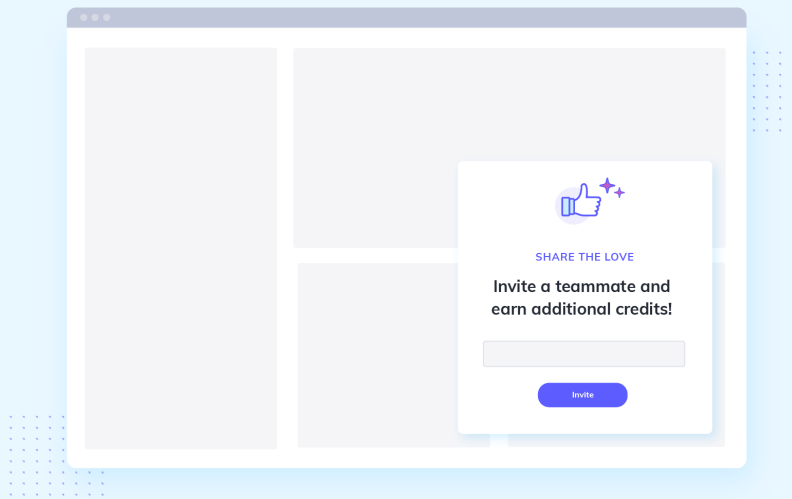 SHARE THE LOVE
Invite a teammate and
earn additional credits!
Invite